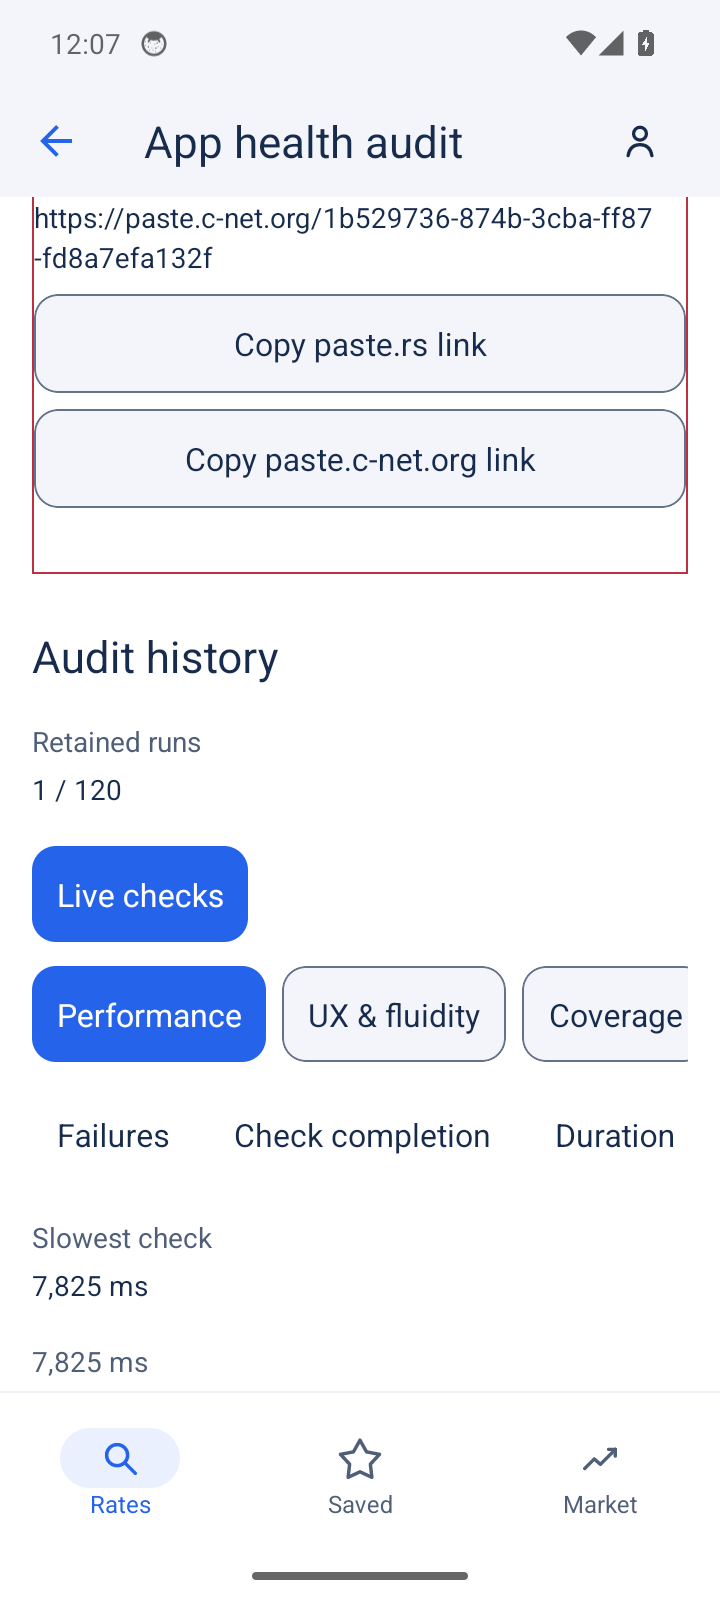 12:07
App health audit
https://paste.c-net.org/1b529736-874b-3cba-ff87
-fd8a7efa132f
Copy paste.rs link
Copy paste.c-net.org link
Audit history
Retained runs
1 / 120
Live checks
Performance UX & fluidity Coverage
Failures Check completion Duration
Slowest check
7,825 ms
7,825 ms
Rates Saved Market